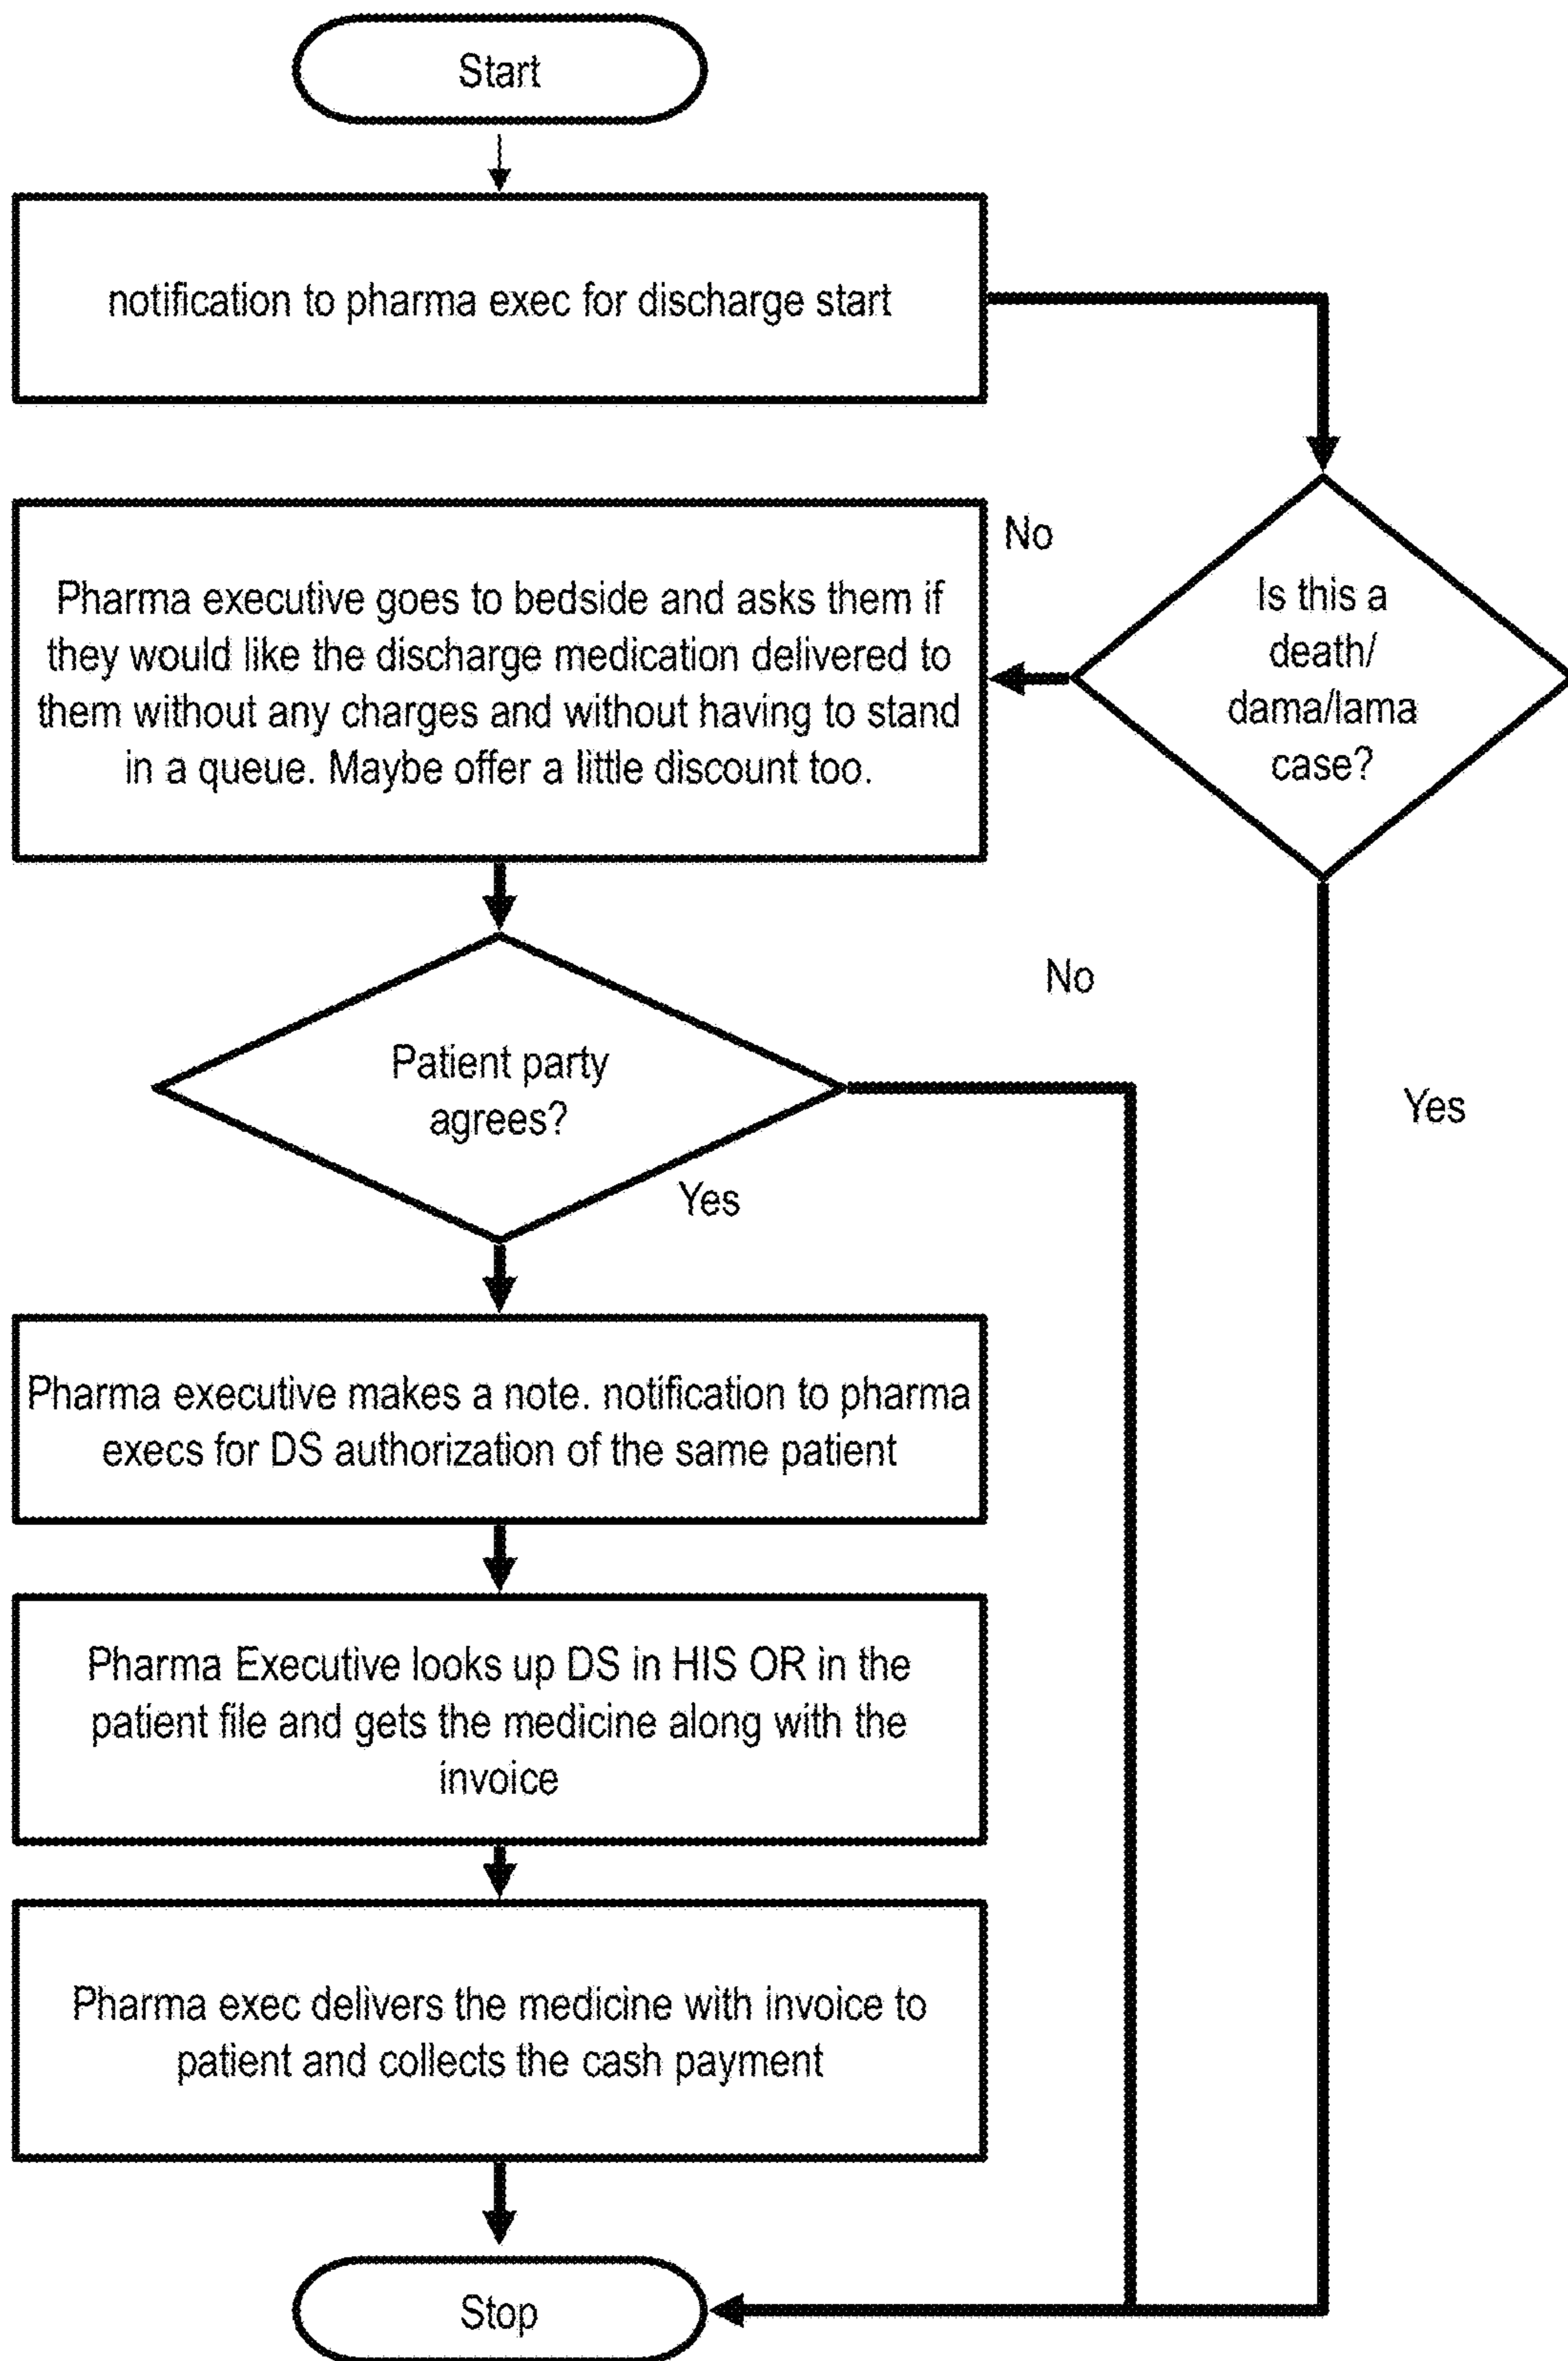 Start
notification to pharma exec for discharge start
No
Pharma executive goes to bedside and asks them if
they would like the discharge medication delivered to
them without any charges and without having to stand
in a queue. Maybe offer a little discount too.
Is this a
death/
dama/lama
case?
No
Patient party
agrees?
Yes
Yes
Pharma executive makes a note. notification to pharma
execs for DS authorization of the same patient
Pharma Executive looks up DS in HIS OR in the
patient file and gets the medicine along with the
invoice
Pharma exec delivers the medicine with invoice to
patient and collects the cash payment
Stop